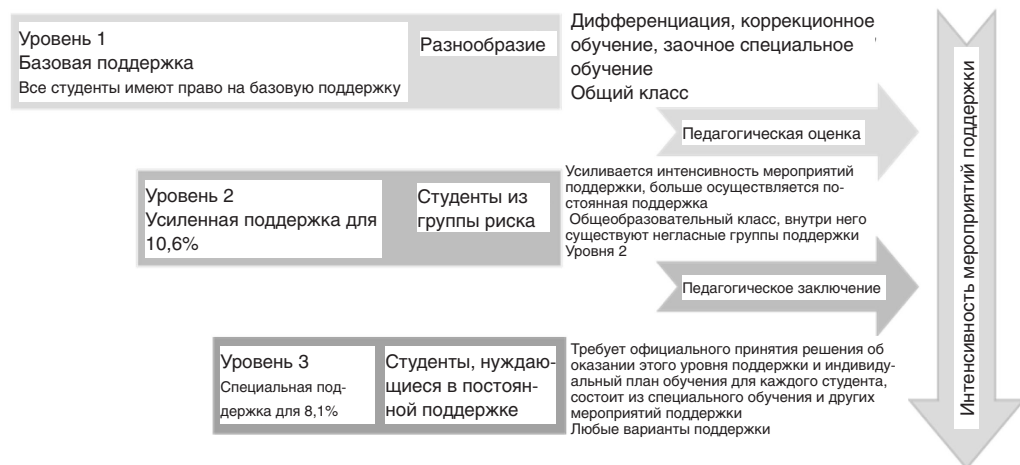 Уровень 1
Базовая поддержка
Все студенты имеют право на базовую поддержку
Разнообразие
Дифференциация, коррекционное
обучение, заочное специальное
обучение
Общий класс
Педагогическая оценка
Уровень 2
Усиленная поддержка для
10,6%
Студенты из
группы риска
Усиливается интенсивность мероприятий
поддержки, больше осуществляется по-
стоянная поддержка
Общеобразовательный класс, внутри него
существуют негласные группы поддержки
Уровня 2
Педагогическое заключение
Уровень 3
Специальная под-
держка для 8,1%
Студенты, нуждаю-
щиеся в постоян-
ной поддержке
Требует официального принятия решения об
оказании этого уровня поддержки и индивиду-
альный план обучения для каждого студента,
состоит из специального обучения и других
мероприятий поддержки
Любые варианты поддержки
Интенсивность мероприятий поддержки